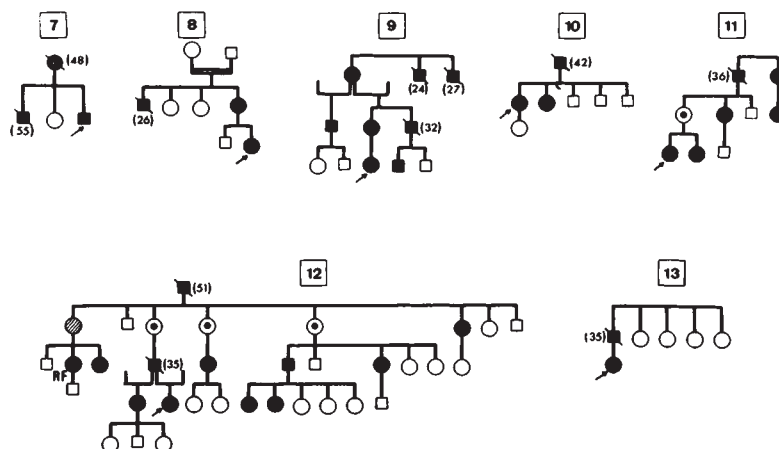 7 8 9 10 11
(48) (42)
(36)
(24) (27)
(55) (26) (32)
12 13
(51)
(35) (35)
RF